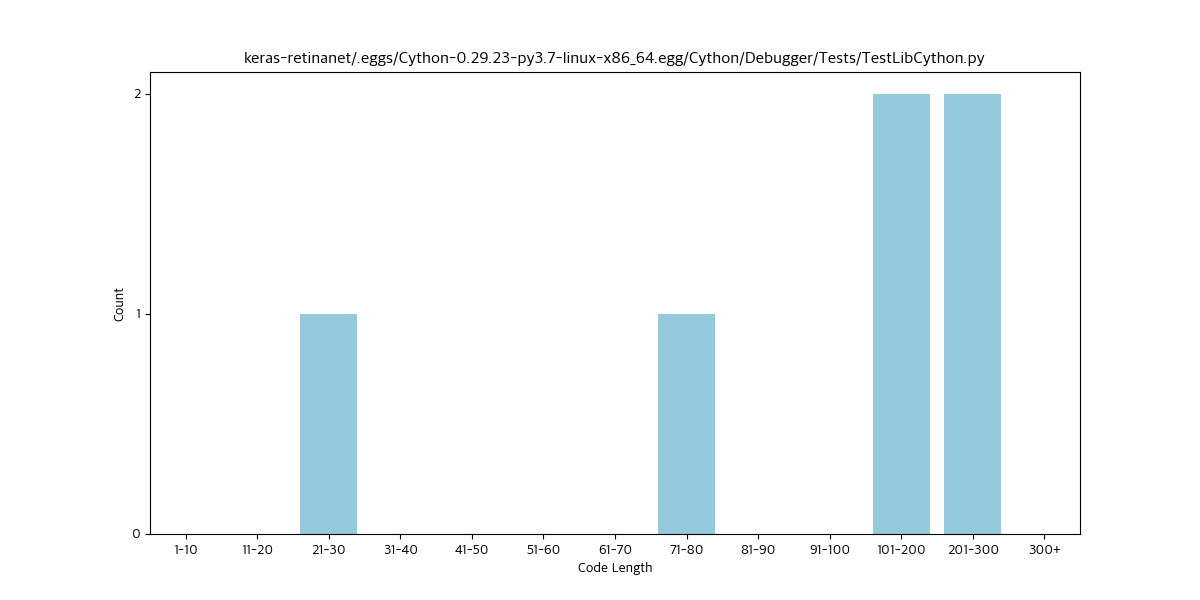 keras-retinanet/.eggs/Cython-0.29.23-py3.7-linux-x86_64.egg/Cython/Debugger/Tests/TestLibCython.py
2
1
0
Count
1-10 11-20 21-30 31-40 41-50 51-60 61-70 71-80 81-90 91-100 101-200 201-300 300+
Code Length